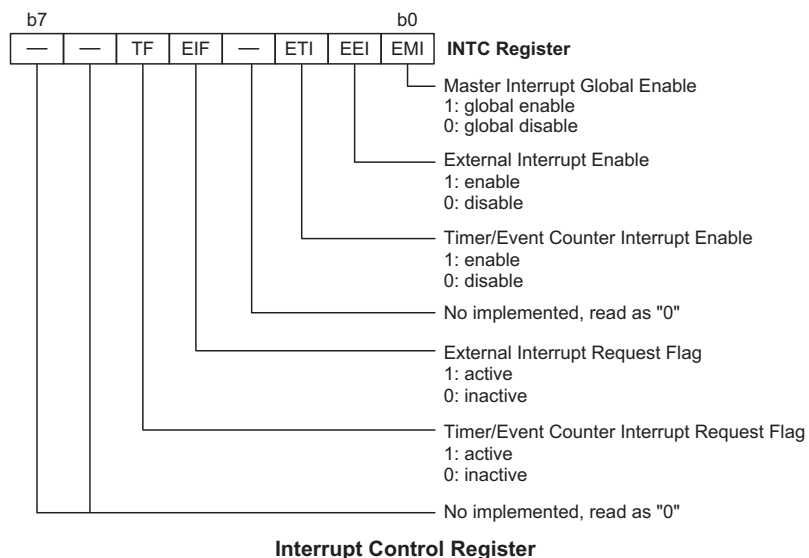 b7 b0
— — TF EIF — ETI EEI EMI INTC Register
Master Interrupt Global Enable
1: global enable
0: global disable
External Interrupt Enable
1: enable
0: disable
Timer/Event Counter Interrupt Enable
1: enable
0: disable
No implemented, read as "0"
External Interrupt Request Flag
1: active
0: inactive
Timer/Event Counter Interrupt Request Flag
1: active
0: inactive
No implemented, read as "0"
Interrupt Control Register